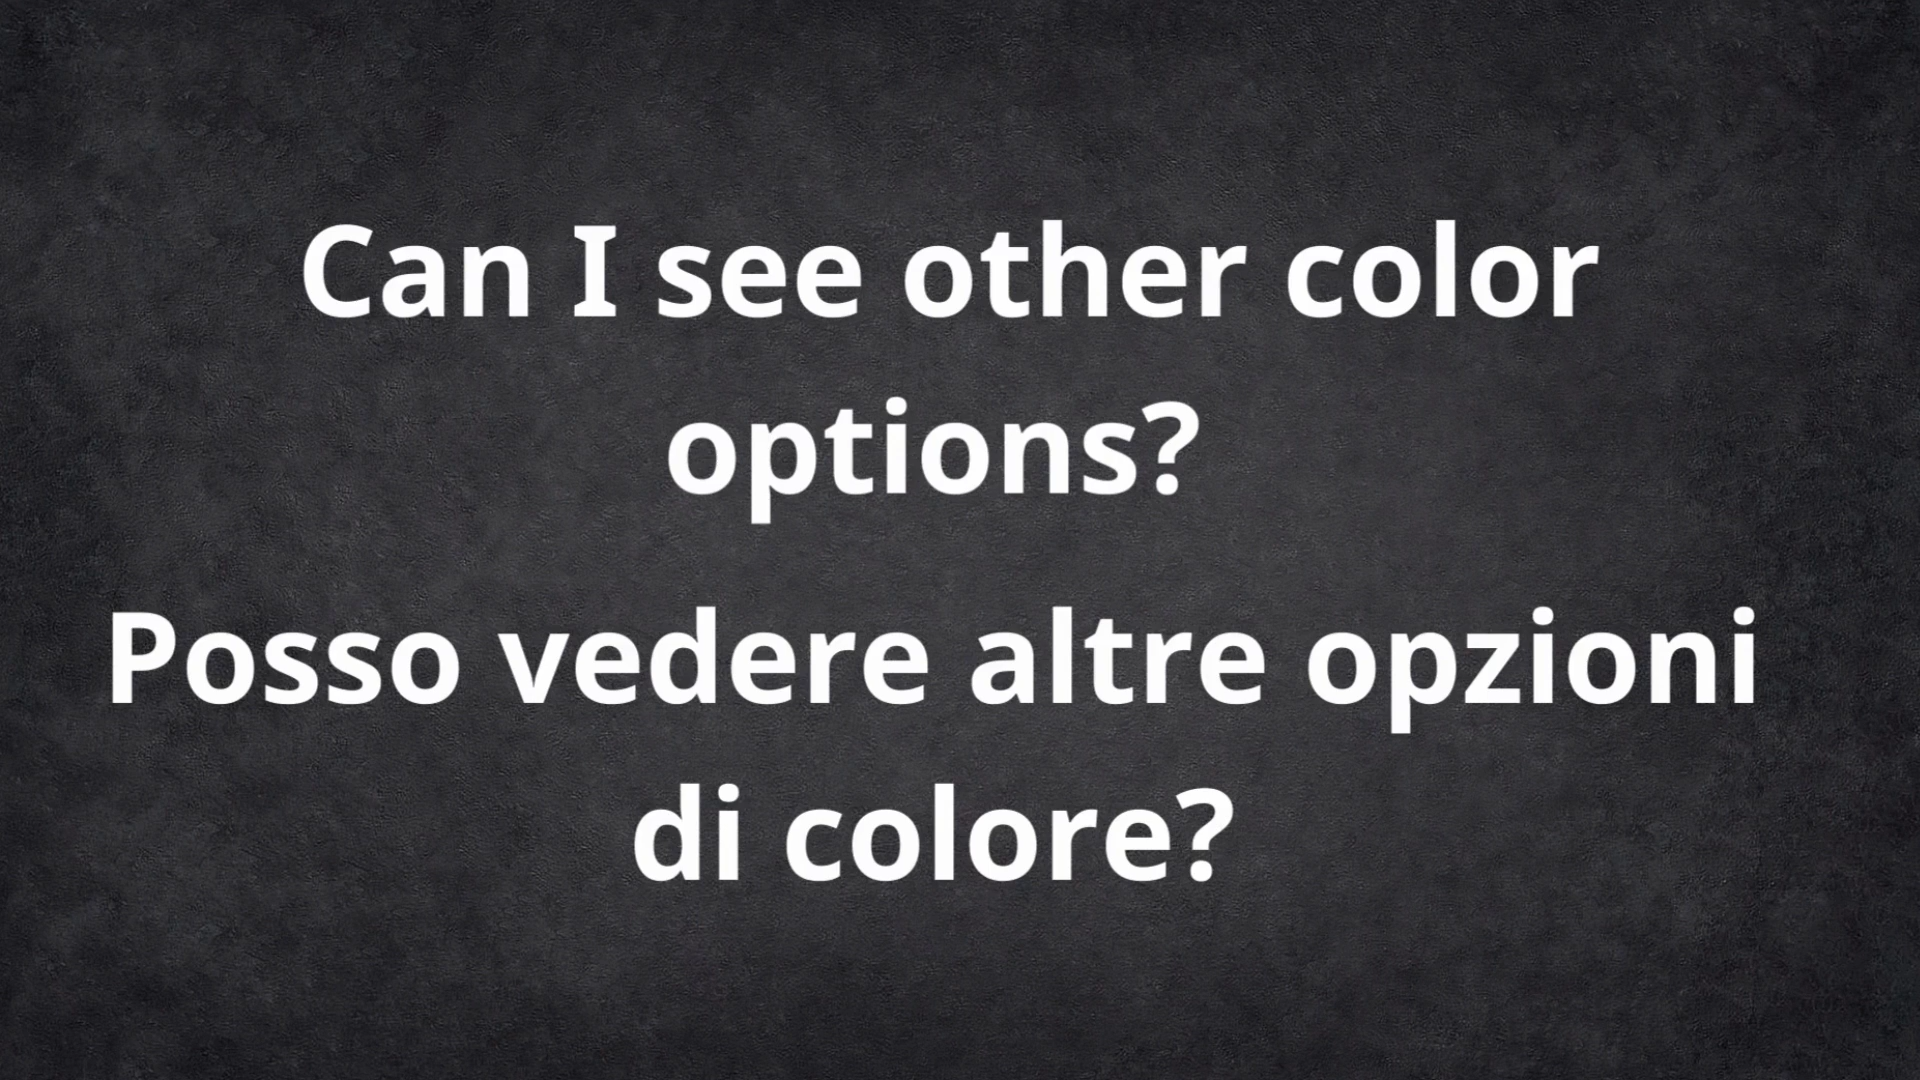 Can I see other color
options?
Posso vedere altre opzioni
di colore?